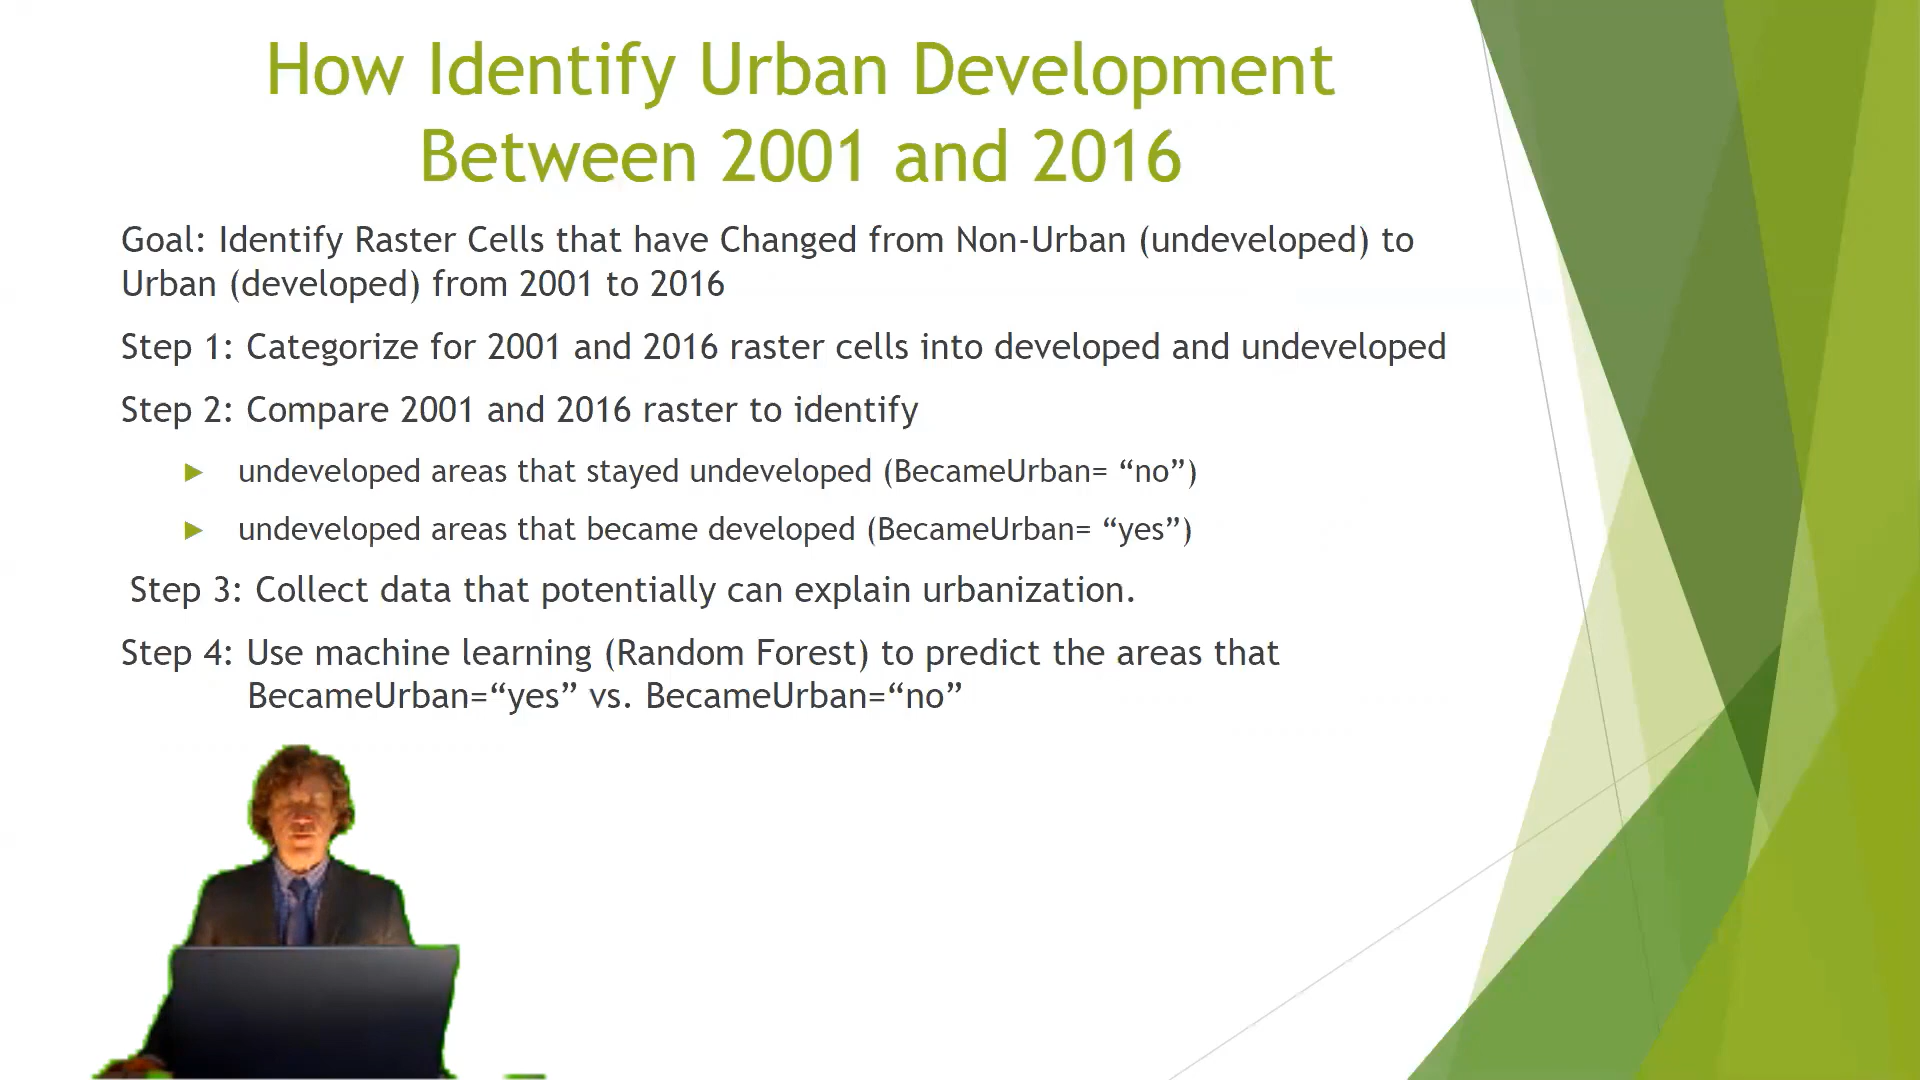 How Identify Urban Development
Between 2001 and 2016
Goal: Identify Raster Cells that have Changed from Non-Urban (undeveloped) to
Urban (developed) from 2001 to 2016
Step 1: Categorize for 2001 and 2016 raster cells into developed and undeveloped
Step 2: Compare 2001 and 2016 raster to identify
undeveloped areas that stayed undeveloped (BecameUrban= “no”)
undeveloped areas that became developed (BecameUrban= “yes”)
Step 3: Collect data that potentially can explain urbanization.
Step 4: Use machine learning (Random Forest) to predict the areas that
BecameUrban=“yes” vs. BecameUrban=“no”